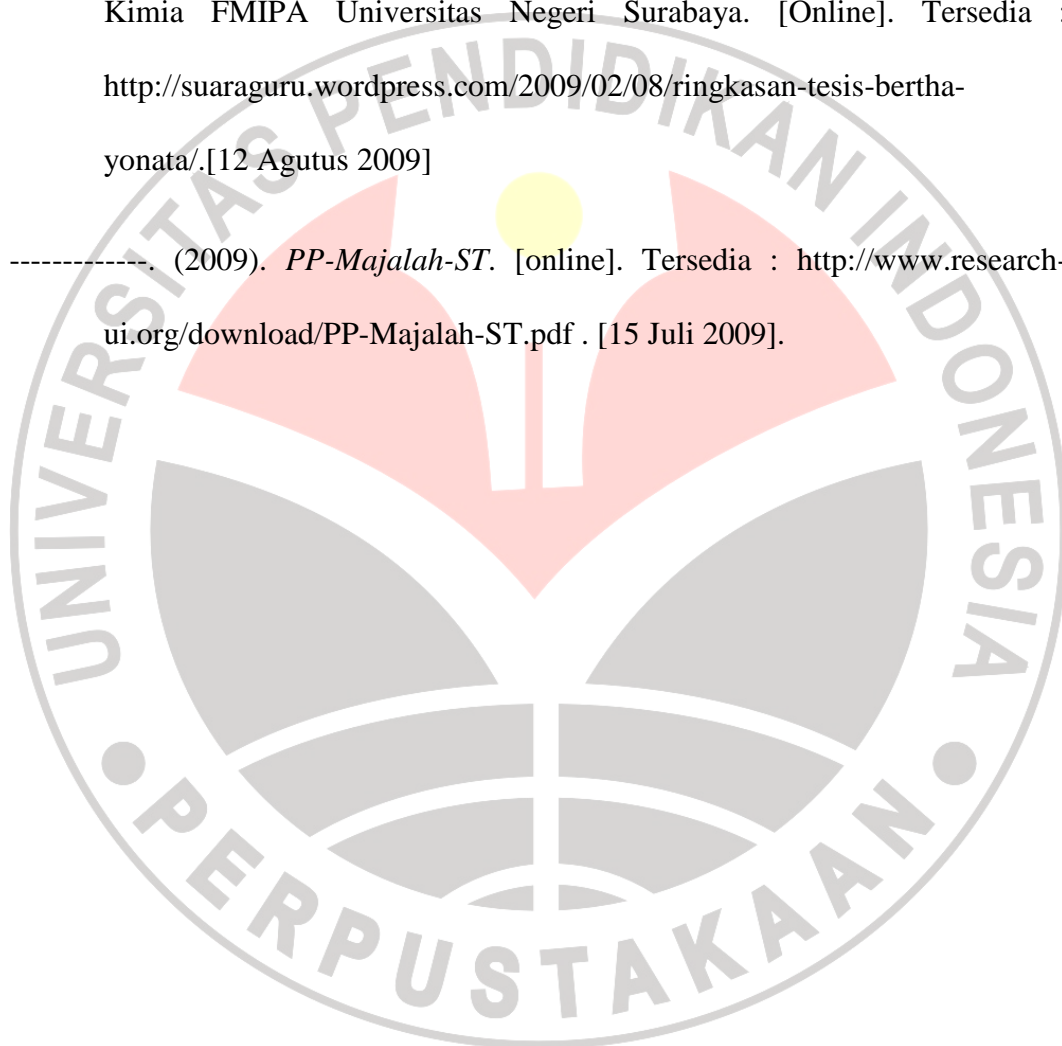 Kimia FMIPA Universitas Negeri Surabaya. [Online]. Tersedia :
http://suaraguru.wordpress.com/2009/02/08/ringkasan-tesis-bertha-
yonata/.[12 Agutus 2009]
-------------. (2009). PP-Majalah-ST. [online]. Tersedia : http://www.research-
ui.org/download/PP-Majalah-ST.pdf . [15 Juli 2009].
UNIVERSITAS PENDIDIKAN INDONESIA
PERPUSTAKAAN